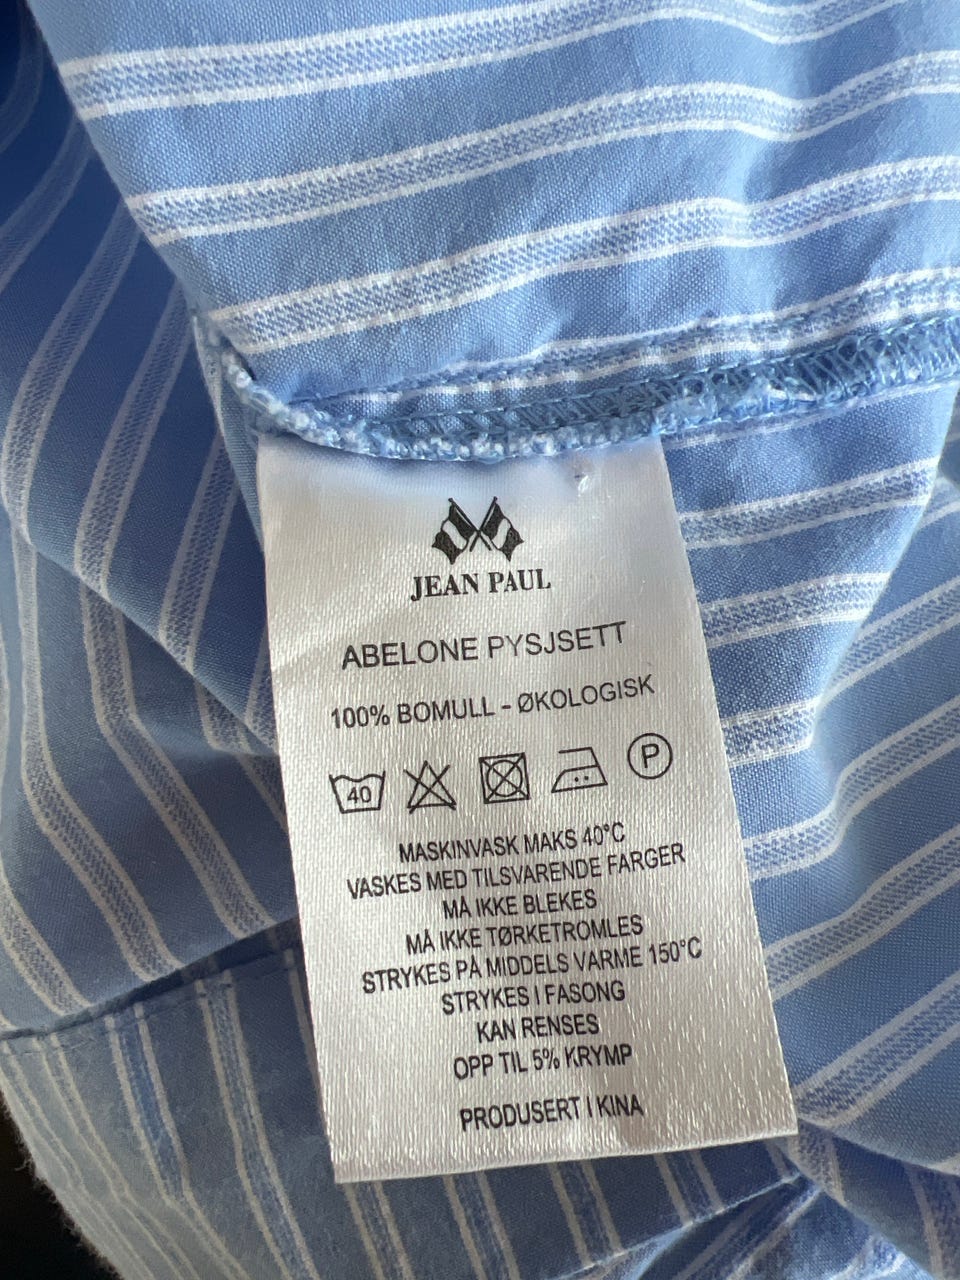 JEAN PAUL
ABELONE PYSJSETT
100% BOMULL - ØKOLOGISK
40 P
MASKINVASK MAKS 40°C
VASKES MED TILSVARENDE FARGER
MÅ IKKE BLEKES
MÅ IKKE TØRKETROMLES
STRYKES PÅ MIDDELS VARME 150°C
STRYKES I FASONG
KAN RENSES
OPP TIL 5% KRYMP
PRODUSERT I KINA